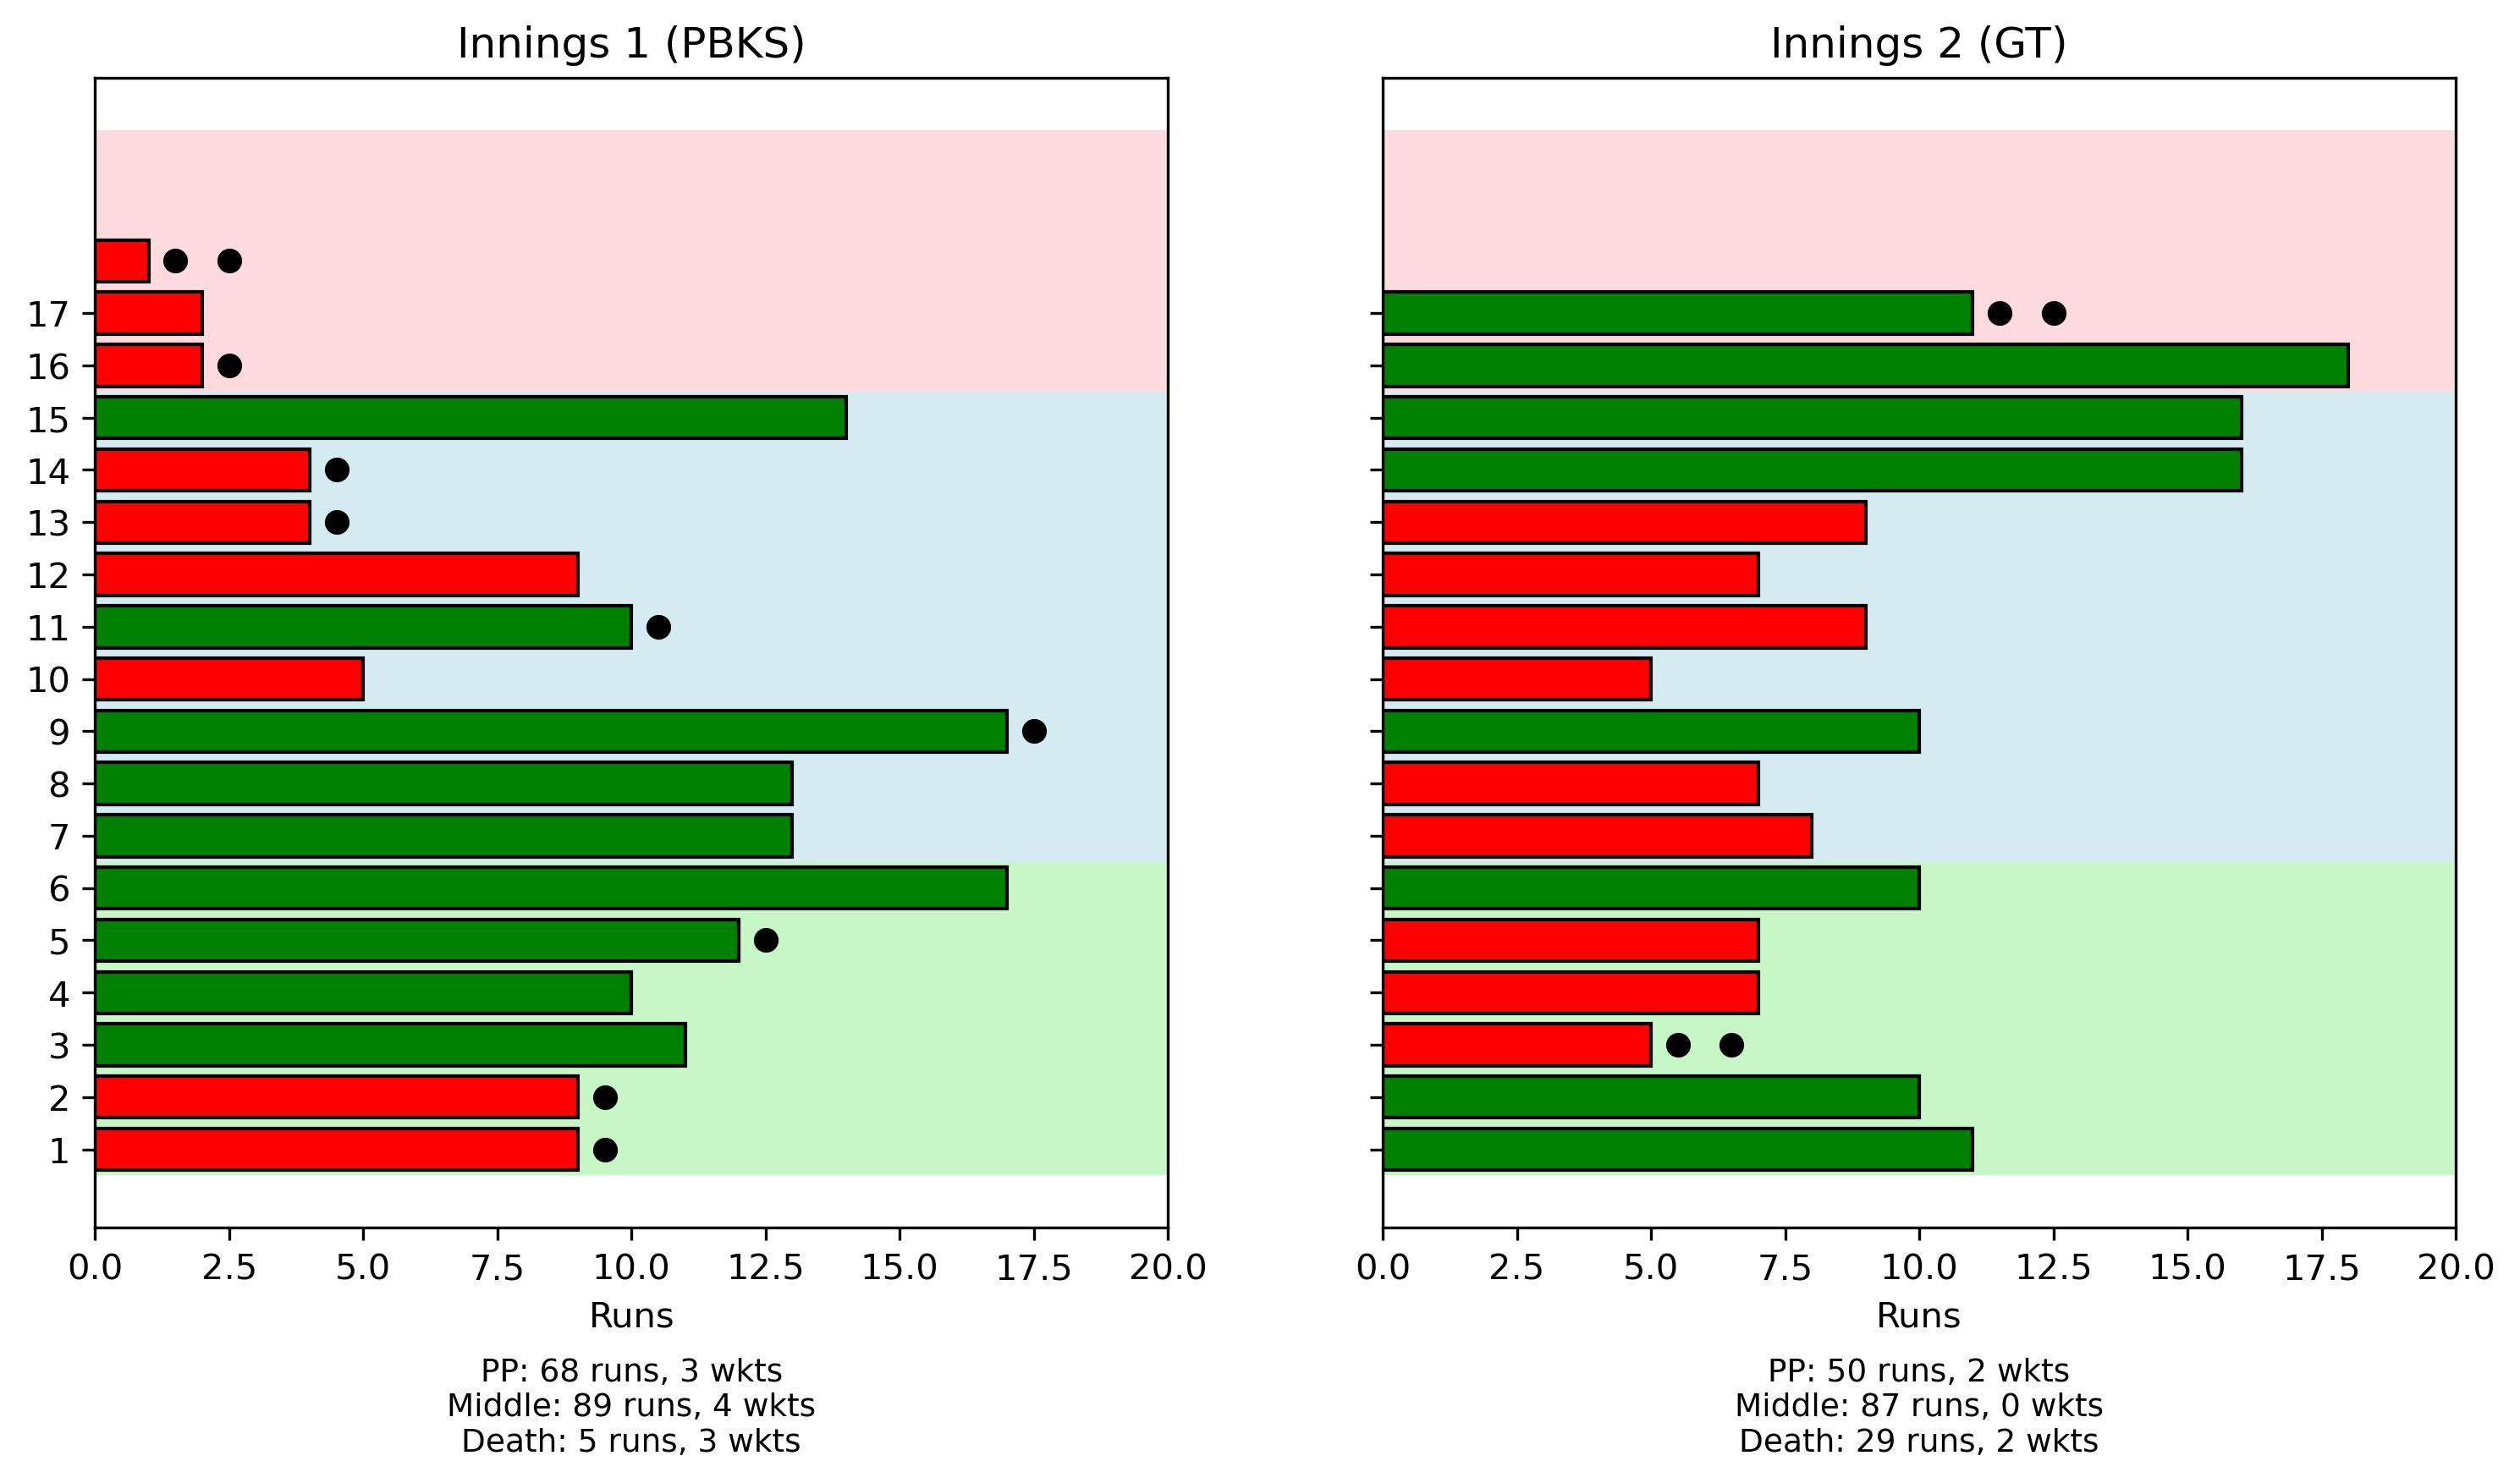 Innings 1 (PBKS)
17
16
15
14
13
12
11
10
9
8
7
6
5
4
3
2
1
0.0 2.5 5.0 7.5 10.0 12.5 15.0 17.5 20.0
Runs
PP: 68 runs, 3 wkts
Middle: 89 runs, 4 wkts
Death: 5 runs, 3 wkts
Innings 2 (GT)
0.0 2.5 5.0 7.5 10.0 12.5 15.0 17.5 20.0
Runs
PP: 50 runs, 2 wkts
Middle: 87 runs, 0 wkts
Death: 29 runs, 2 wkts